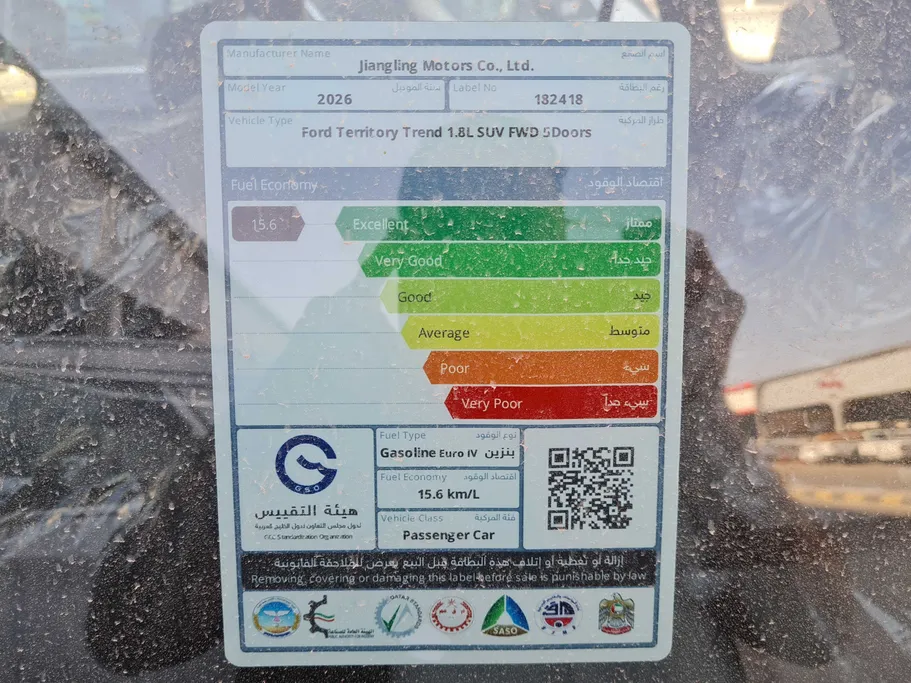 Manufacturer Name اسم الصانع
Jiangling Motors Co., Ltd.
Model Year سنة الموديل
2026
Label No رقم البطاقة
182418
Vehicle Type طراز المركبة
Ford Territory Trend 1.8L SUV FWD 5Doors
Fuel Economy اقتصاد الوقود
15.6 Excellent ممتاز
Very Good جيد جداً
Good جيد
Average متوسط
Poor سيء
Very Poor سيء جداً
GSO
هيئة التقييس
لدول مجلس التعاون لدول الخليج العربية
GCC Standardization Organization
Fuel Type نوع الوقود
Gasoline Euro IV بنزين
Fuel Economy اقتصاد الوقود
15.6 km/L
Vehicle Class فئة المركبة
Passenger Car
إزالة أو تغطية أو إتلاف هذه البطاقة قبل البيع يعرض للملاحقة القانونية
Removing, covering or damaging this label before sale is punishable by law
SASO